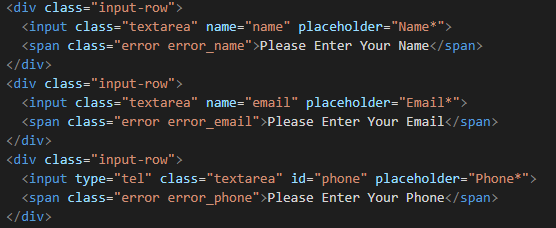 <div class="input-row">
  <input class="textarea" name="name" placeholder="Name*">
  <span class="error error_name">Please Enter Your Name</span>
</div>
<div class="input-row">
  <input class="textarea" name="email" placeholder="Email*">
  <span class="error error_email">Please Enter Your Email</span>
</div>
<div class="input-row">
  <input type="tel" class="textarea" id="phone" placeholder="Phone*">
  <span class="error error_phone">Please Enter Your Phone</span>
</div>